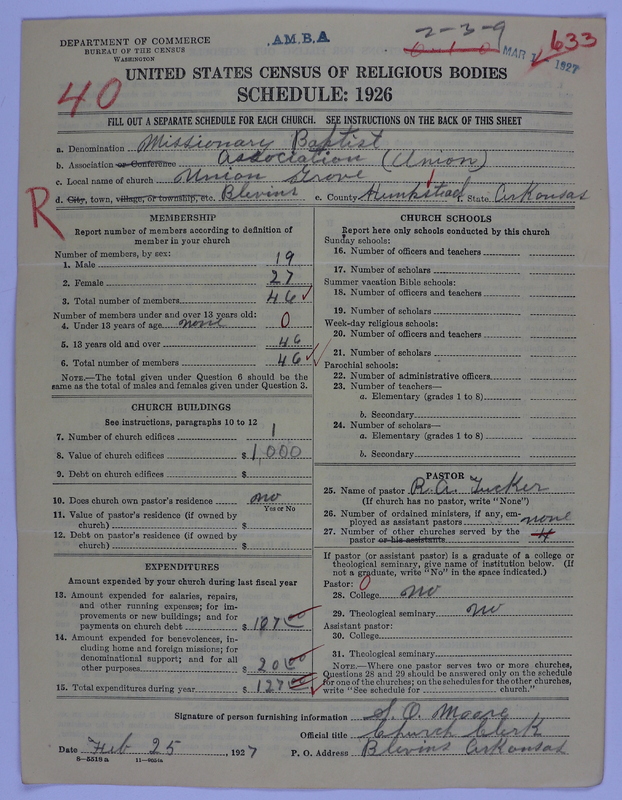 DEPARTMENT OF COMMERCE
BUREAU OF THE CENSUS
WASHINGTON
A.M.B.A
2-3-9
0-1-0
MAR 1927
633
40
UNITED STATES CENSUS OF RELIGIOUS BODIES
SCHEDULE: 1926
FILL OUT A SEPARATE SCHEDULE FOR EACH CHURCH. SEE INSTRUCTIONS ON THE BACK OF THIS SHEET
a. Denomination Missionary Baptist
b. Association or Conference Association (Union)
c. Local name of church Union Grove
d. City, town, village, or township, etc. Blevins e. County Hempstead f. State Arkansas
R
MEMBERSHIP
Report number of members according to definition of
member in your church
Number of members, by sex:
1. Male 19
2. Female 27
3. Total number of members 46
Number of members under and over 13 years old:
4. Under 13 years of age none 0
5. 13 years old and over 46
6. Total number of members 46
NOTE.—The total given under Question 6 should be the
same as the total of males and females given under Question 3.
CHURCH BUILDINGS
See instructions, paragraphs 10 to 12
7. Number of church edifices 1
8. Value of church edifices $ 1,000
9. Debt on church edifices $
10. Does church own pastor's residence no
Yes or No
11. Value of pastor's residence (if owned by
church) $
12. Debt on pastor's residence (if owned by
church) $
EXPENDITURES
Amount expended by your church during last fiscal year
13. Amount expended for salaries, repairs,
and other running expenses; for im-
provements or new buildings; and for
payments on church debt $ 107 00
14. Amount expended for benevolences, in-
cluding home and foreign missions; for
denominational support; and for all
other purposes $ 20 00
15. Total expenditures during year $ 127 00
CHURCH SCHOOLS
Report here only schools conducted by this church
Sunday schools:
16. Number of officers and teachers
17. Number of scholars
Summer vacation Bible schools:
18. Number of officers and teachers
19. Number of scholars
Week-day religious schools:
20. Number of officers and teachers
21. Number of scholars
Parochial schools:
22. Number of administrative officers
23. Number of teachers—
a. Elementary (grades 1 to 8)
b. Secondary
24. Number of scholars—
a. Elementary (grades 1 to 8)
b. Secondary
PASTOR
25. Name of pastor R. A. Tucker
(If church has no pastor, write "None")
26. Number of ordained ministers, if any, em-
ployed as assistant pastors none
27. Number of other churches served by the
pastor or his assistants 4
If pastor (or assistant pastor) is a graduate of a college or
theological seminary, give name of institution below. (If
not a graduate, write "No" in the space indicated.)
Pastor: 0
28. College no
29. Theological seminary no
Assistant pastor:
30. College
31. Theological seminary
NOTE.—Where one pastor serves two or more churches,
Questions 28 and 29 should be answered only on the schedule
for one of the churches; on the schedules for the other churches,
write "See schedule for church."
Signature of person furnishing information S. O. Moore
Official title Church Clerk
Date Feb 25, 1927 P. O. Address Blevins Arkansas
8—5518 a 11—9054a